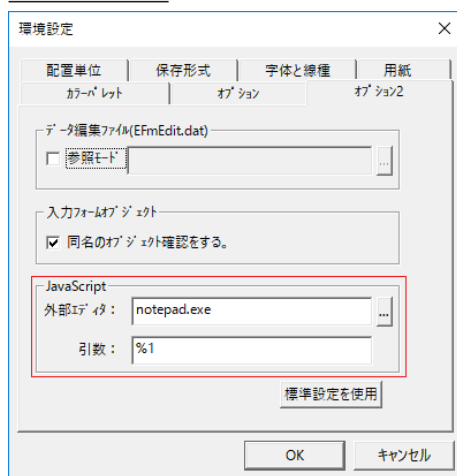 環境設定
配置単位 保存形式 字体と線種 用紙
ｶﾗｰﾊﾟﾚｯﾄ ｵﾌﾟｼｮﾝ ｵﾌﾟｼｮﾝ2
ﾃﾞｰﾀ編集ﾌｧｲﾙ(EFmEdit.dat)
参照ﾓｰﾄﾞ ...
入力ﾌｫｰﾑｵﾌﾞｼﾞｪｸﾄ
同名のｵﾌﾞｼﾞｪｸﾄ確認をする。
JavaScript
外部ｴﾃﾞｨﾀ： notepad.exe ...
引数： %1
標準設定を使用
OK キャンセル